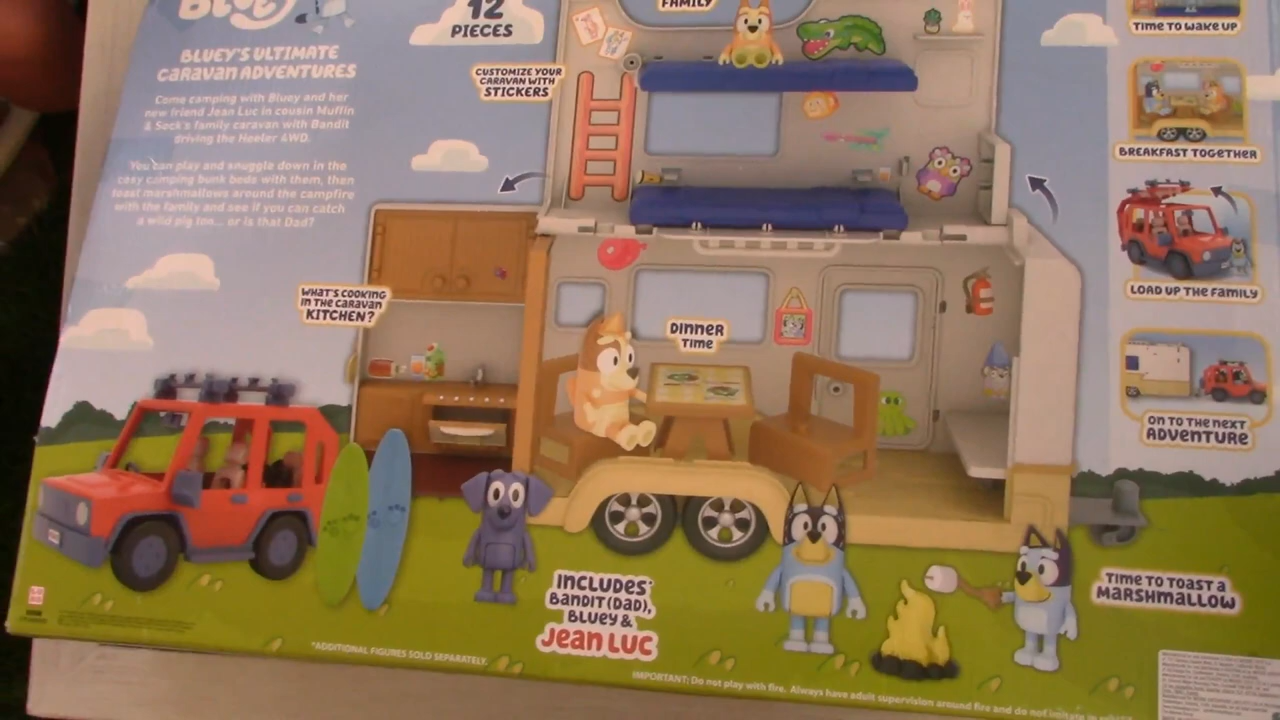 Bluey
12
PIECES
FAMILY
BLUEY'S ULTIMATE
CARAVAN ADVENTURES
Come camping with Bluey and her
new friend Jean Luc in cousin Muffin
& Sock's family caravan with Bandit
driving the Heeler 4WD.
You can play and snuggle down in the
cosy camping bunk beds with them, then
toast marshmallows around the campfire
with the family and see if you can catch
a wild pig too... or is that Dad?
CUSTOMIZE YOUR
CARAVAN WITH
STICKERS
WHAT'S COOKING
IN THE CARAVAN
KITCHEN?
DINNER
TIME
TIME TO WAKE UP
BREAKFAST TOGETHER
LOAD UP THE FAMILY
ON TO THE NEXT
ADVENTURE
TIME TO TOAST A
MARSHMALLOW
INCLUDES
BANDIT (DAD),
BLUEY &
JEAN LUC
*ADDITIONAL FIGURES SOLD SEPARATELY.
IMPORTANT: Do not play with fire. Always have adult supervision around fire and do not